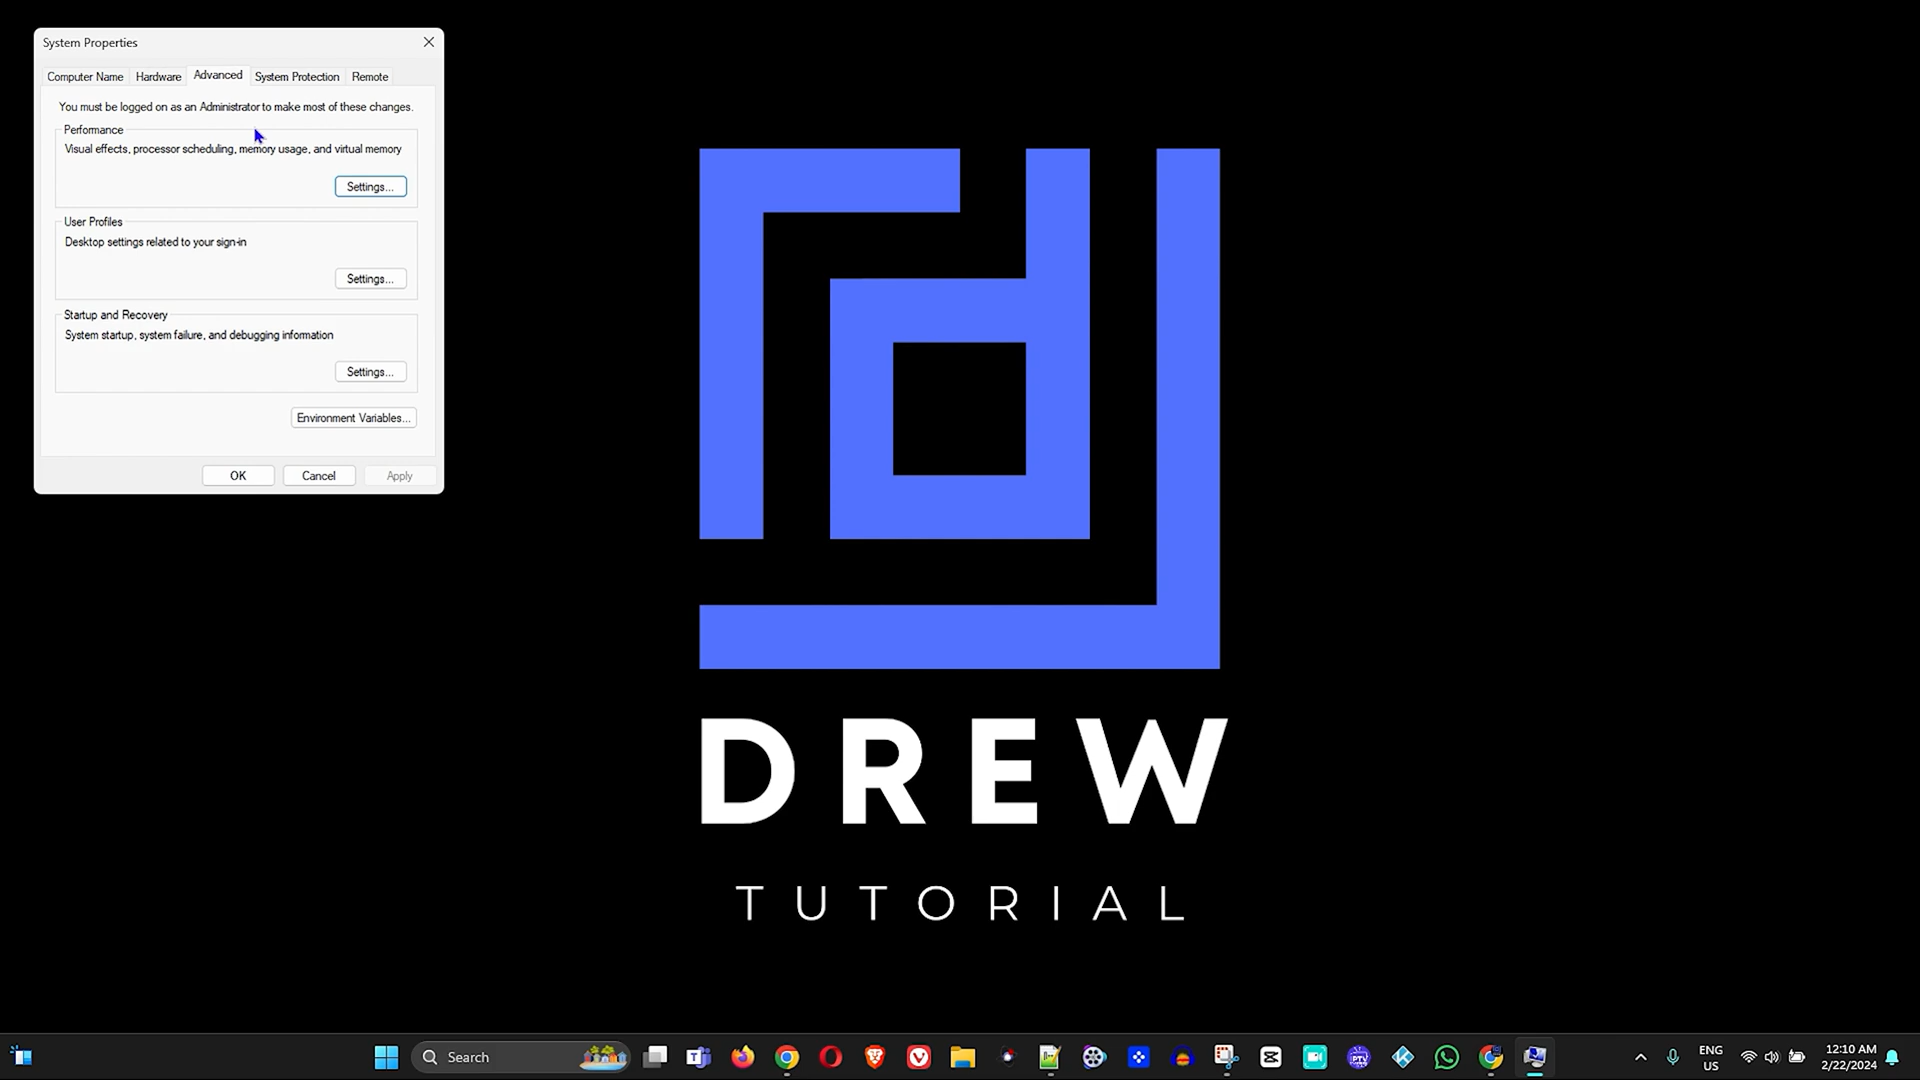 System Properties
Computer Name Hardware Advanced System Protection Remote
You must be logged on as an Administrator to make most of these changes.
Performance
Visual effects, processor scheduling, memory usage, and virtual memory
Settings...
User Profiles
Desktop settings related to your sign-in
Settings...
Startup and Recovery
System startup, system failure, and debugging information
Settings...
Environment Variables...
OK Cancel Apply
DREW
TUTORIAL
Search
PTV
ENG
US
12:10 AM
2/22/2024